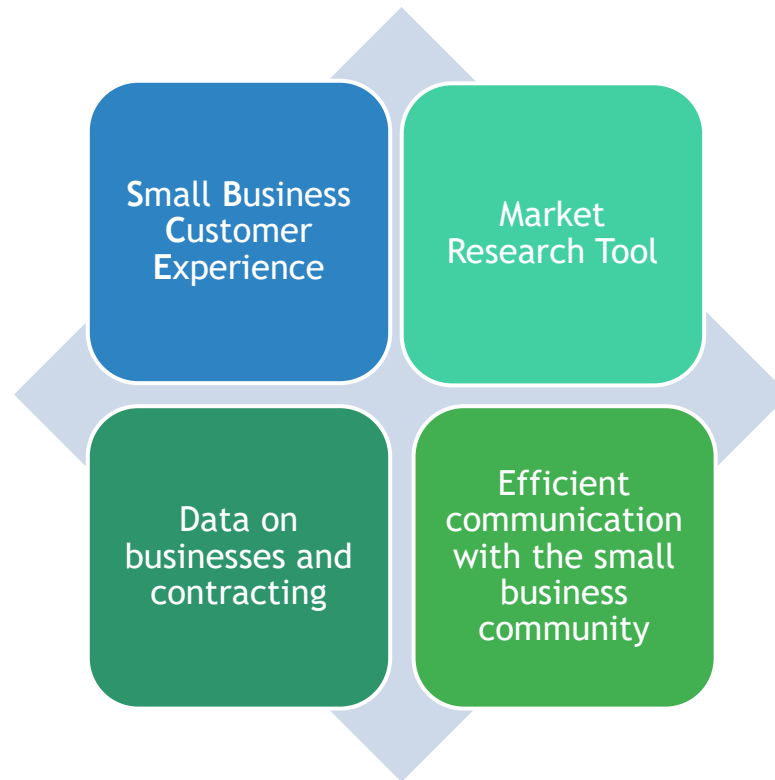 Small Business
Customer
Experience
Market
Research Tool
Data on
businesses and
contracting
Efficient
communication
with the small
business
community